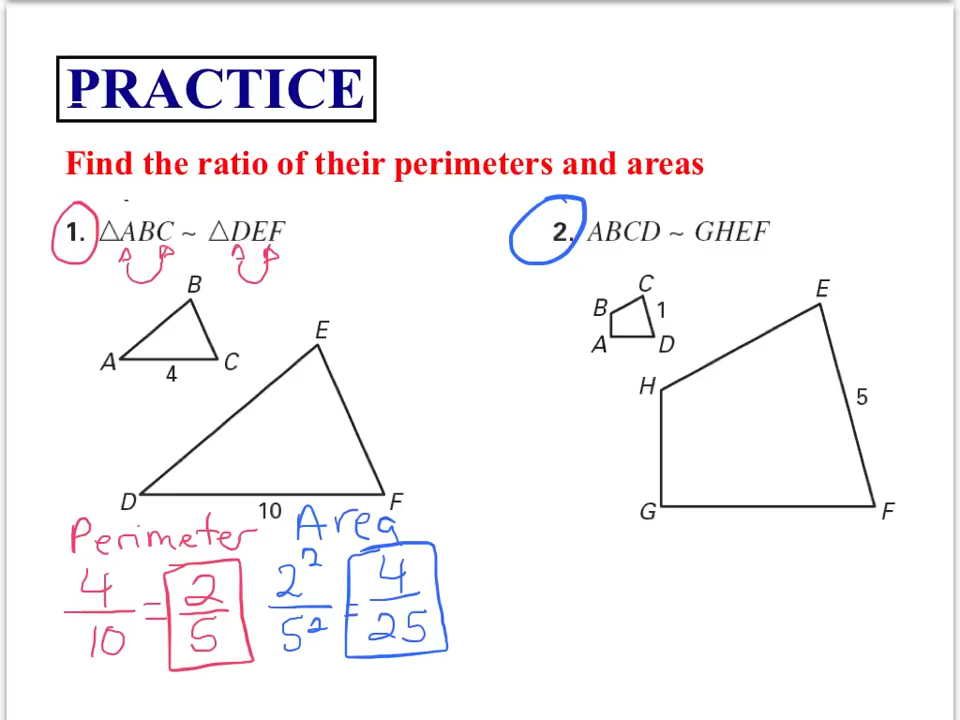 PRACTICE
Find the ratio of their perimeters and areas
1. △ABC ~ △DEF
2. ABCD ~ GHEF
B
A
C
4
E
D
F
10
C
B
1
A
D
E
H
5
G
F
Perimeter
4/10 = 2/5
Area
2²/5² = 4/25